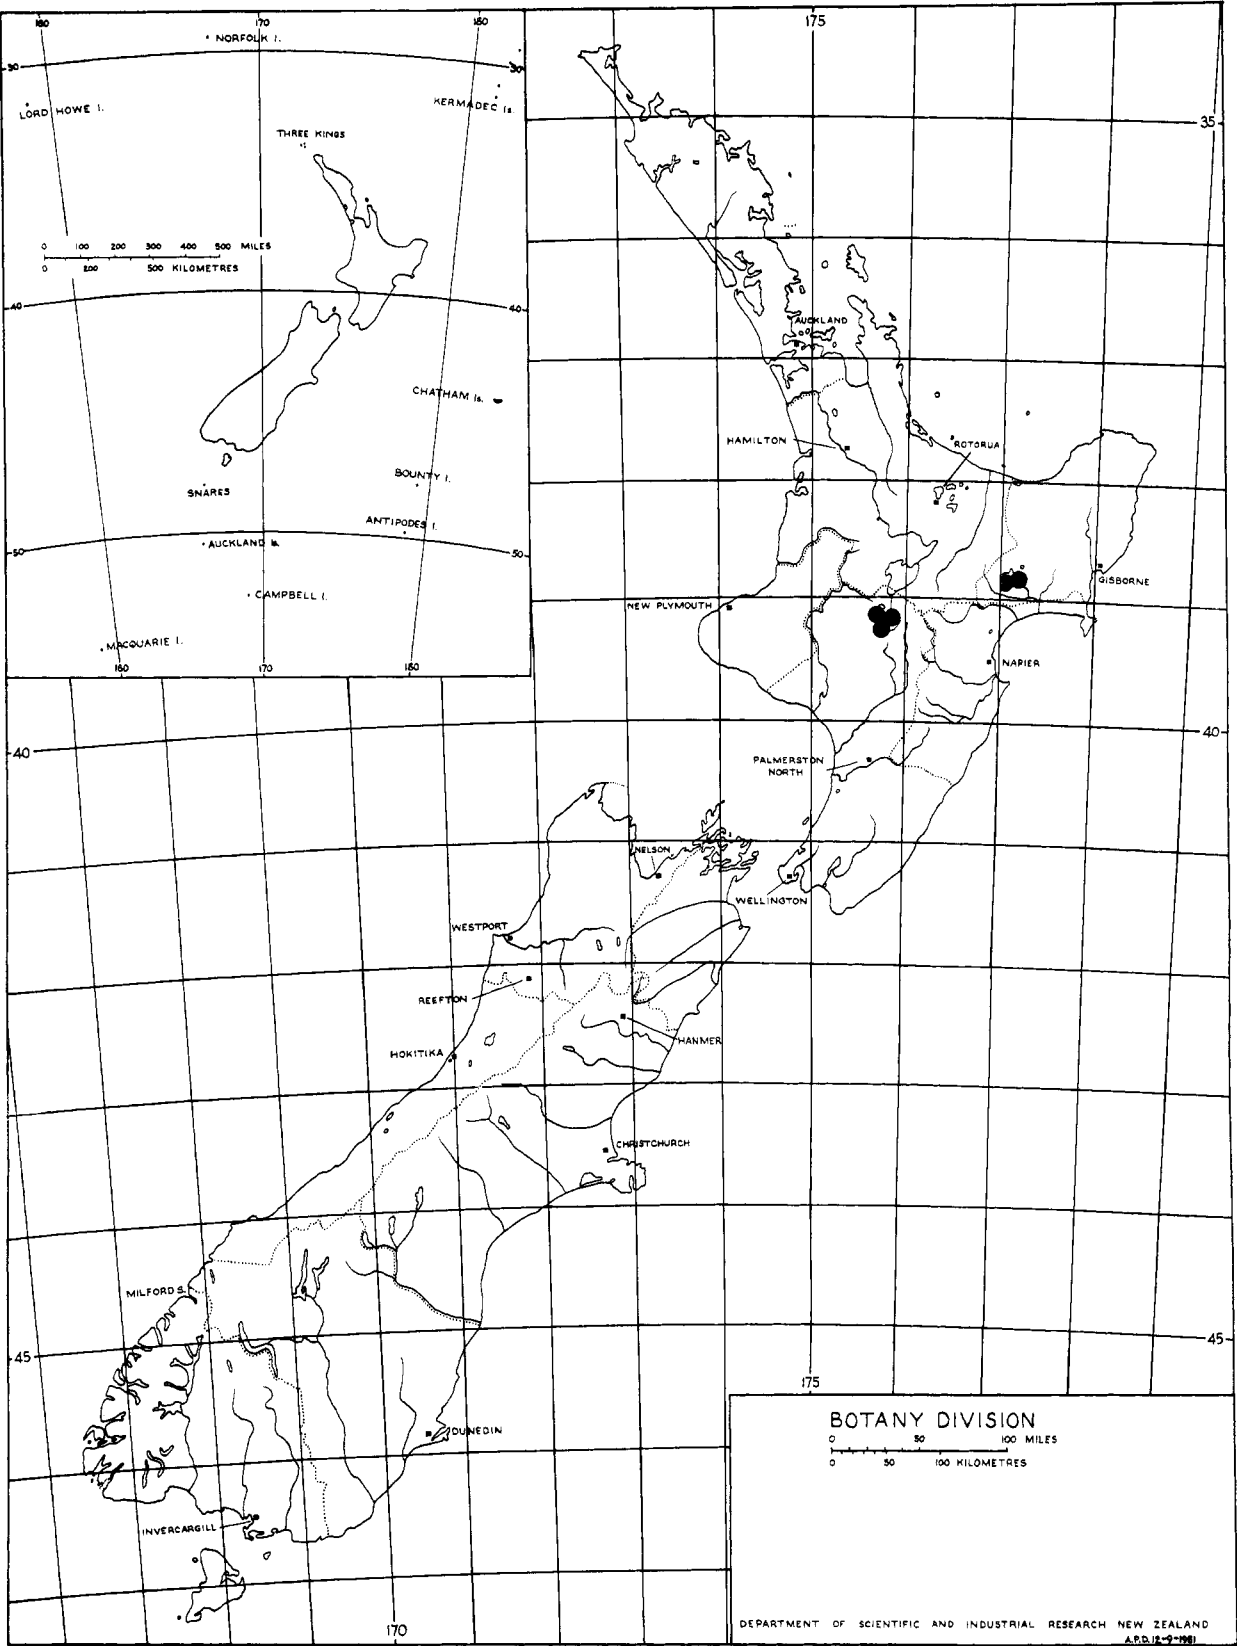 160
170
180
NORFOLK I.
30
30
LORD HOWE I.
KERMADEC Is.
THREE KINGS
0 100 200 300 400 500 MILES
0 200 500 KILOMETRES
40
40
CHATHAM Is.
BOUNTY I.
SNARES
ANTIPODES I.
AUCKLAND Is.
50
50
CAMPBELL I.
MACQUARIE I.
160
170
180
175
35
AUCKLAND
HAMILTON
ROTORUA
GISBORNE
NEW PLYMOUTH
NAPIER
40
40
PALMERSTON
NORTH
NELSON
WELLINGTON
WESTPORT
REEFTON
HANMER
HOKITIKA
CHRISTCHURCH
MILFORD S.
45
45
175
DUNEDIN
INVERCARGILL
170
BOTANY DIVISION
0 50 100 MILES
0 50 100 KILOMETRES
DEPARTMENT OF SCIENTIFIC AND INDUSTRIAL RESEARCH NEW ZEALAND
A.P.D. 12-9-1961